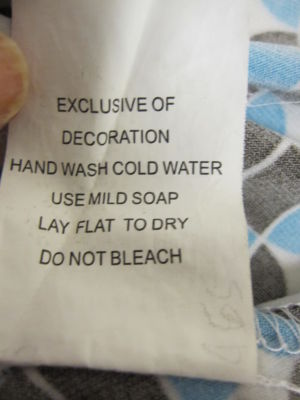 EXCLUSIVE OF
DECORATION
HAND WASH COLD WATER
USE MILD SOAP
LAY FLAT TO DRY
DO NOT BLEACH